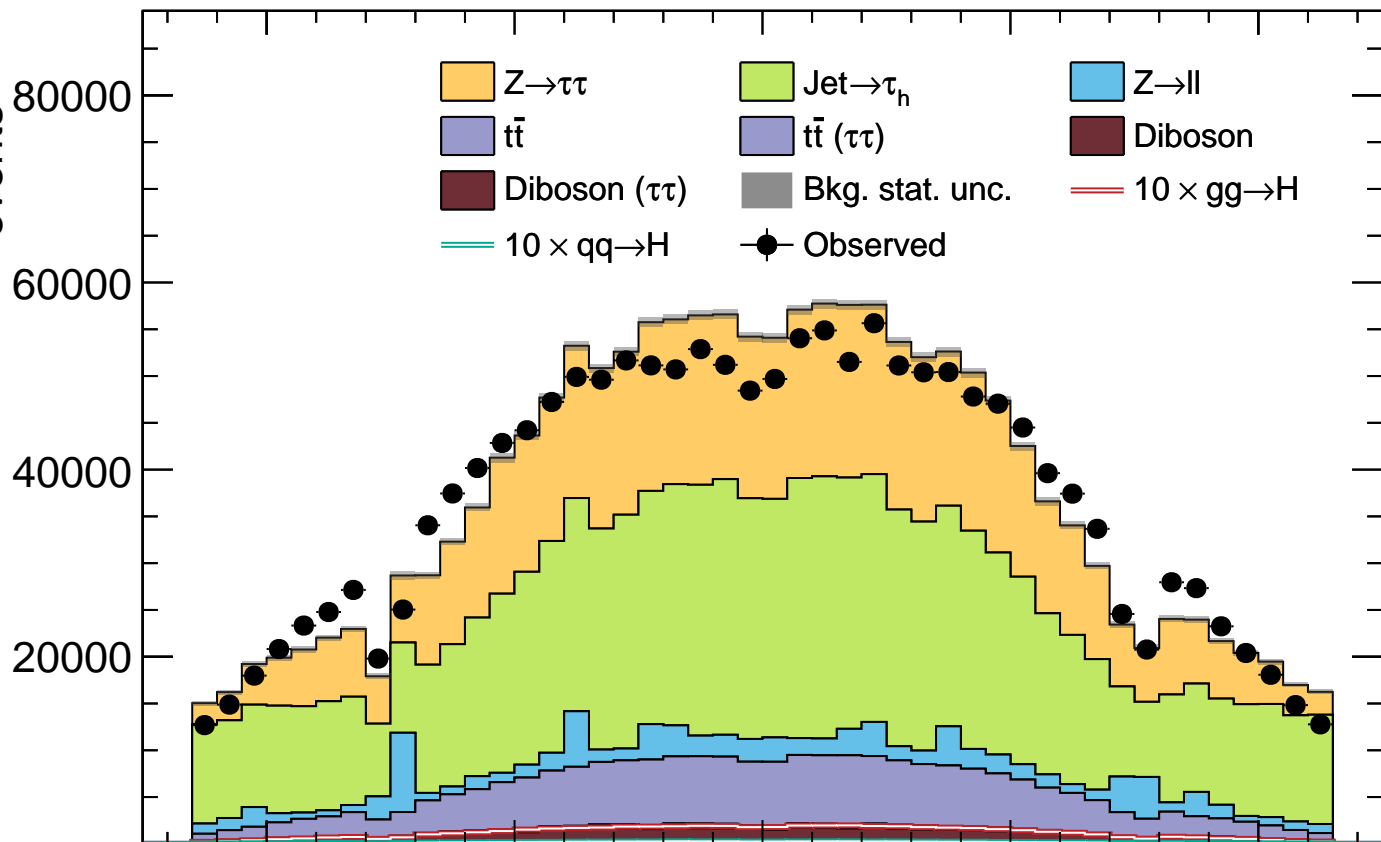 80000
60000
40000
20000
Z→ττ Jet→τh Z→ll
tt̄ tt̄ (ττ) Diboson
Diboson (ττ) Bkg. stat. unc. 10 × gg→H
10 × qq→H Observed